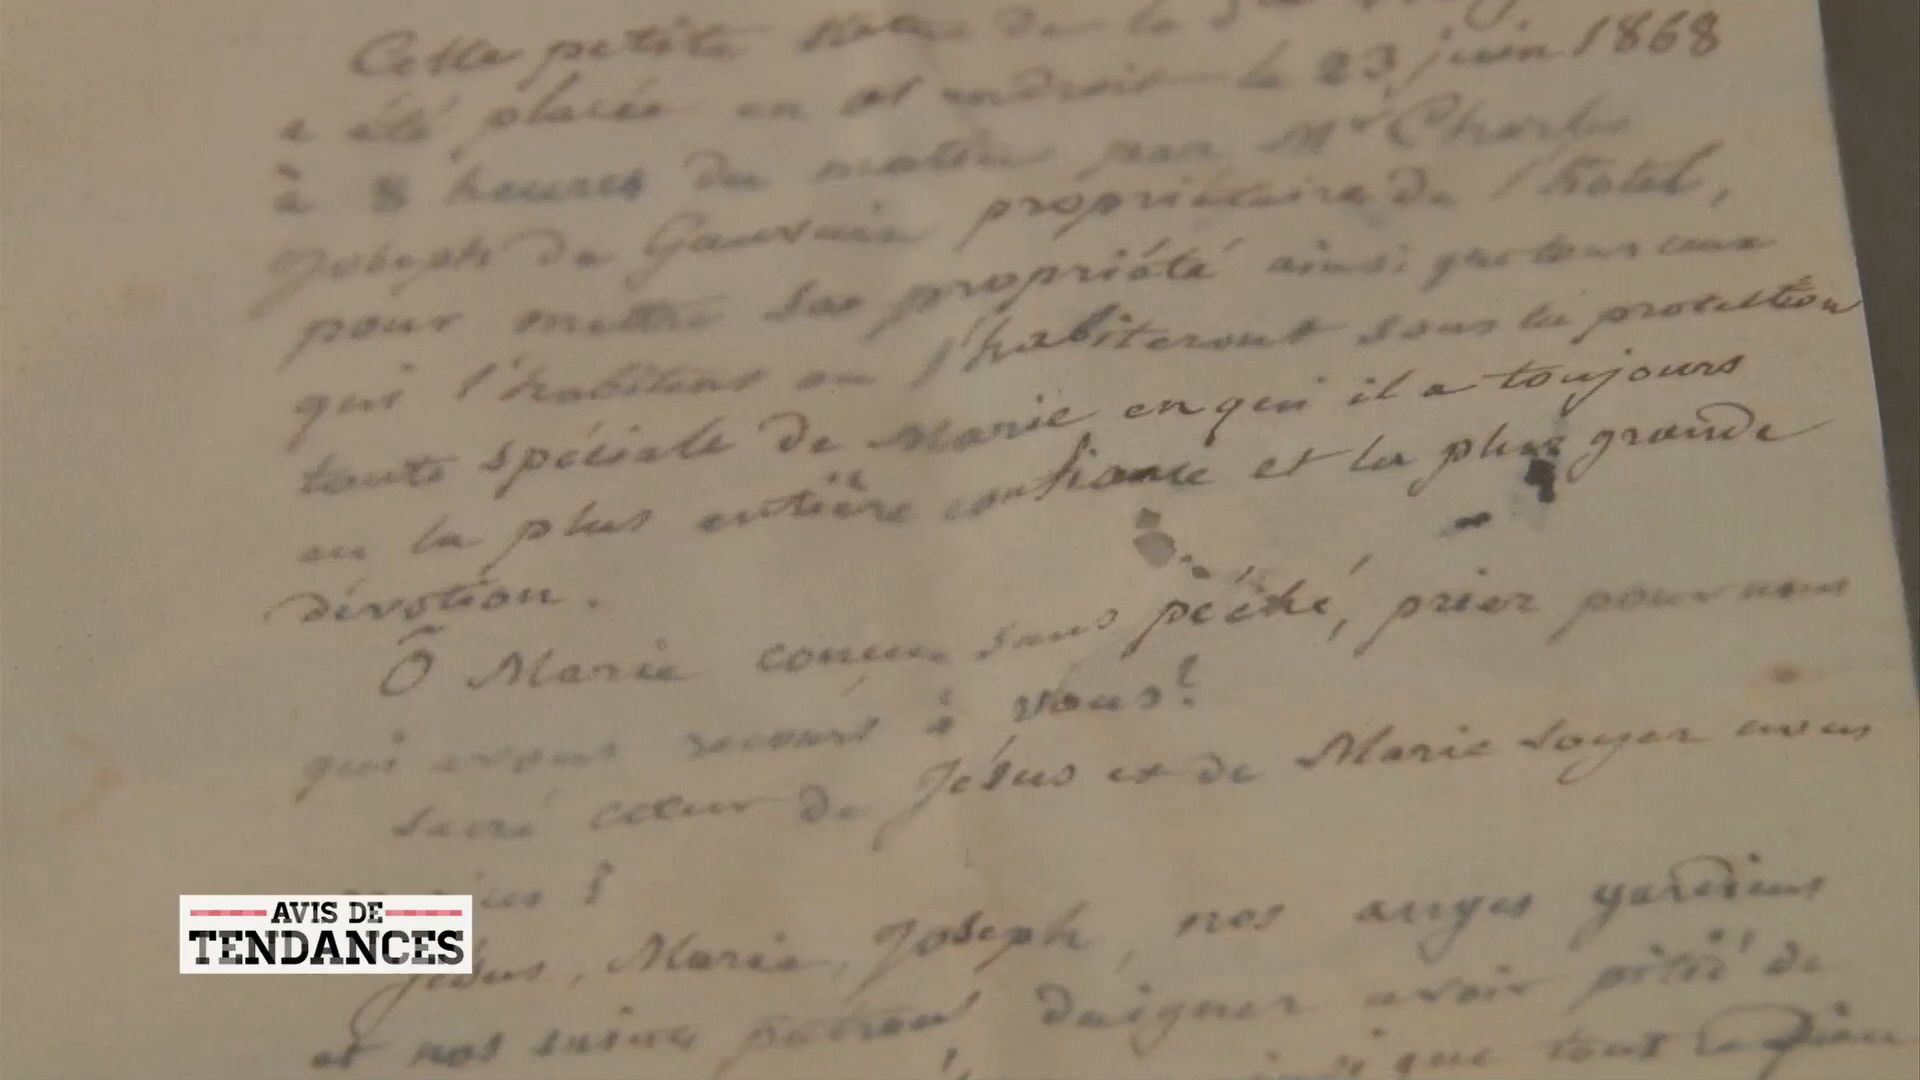 Cette petite statue de la Ste
a été placée en cet endroit le 23 juin 1868
à 8 heures du matin par Mr Charles
Joseph de Gauvain propriétaire de l'hotel,
pour mettre sa propriété ainsi que tous ceux
qui l'habitent ou l'habiteront sous la protection
toute spéciale de Marie en qui il a toujours
eu la plus entière confiance et la plus grande
dévotion.
Ô Marie conçue sans péché, priez pour nous
qui avons recours à vous!
sacré cœur de Jésus et de Marie soyez avec
Jésus, Marie, Joseph, nos anges gardiens
et nos saints patrons daignez avoir pitié de
que tout
AVIS DE
TENDANCES